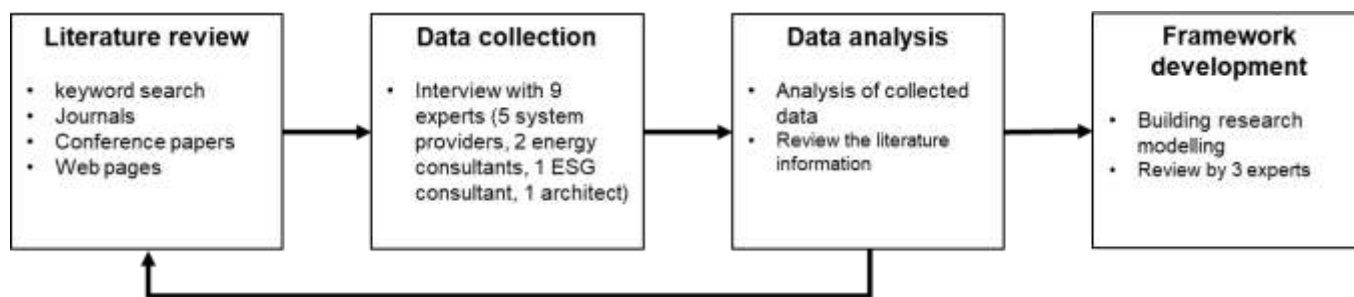 Literature review
• keyword search
• Journals
• Conference papers
• Web pages
Data collection
• Interview with 9
experts (5 system
providers, 2 energy
consultants, 1 ESG
consultant, 1 architect)
Data analysis
• Analysis of collected
data
• Review the literature
information
Framework
development
• Building research
modelling
• Review by 3 experts